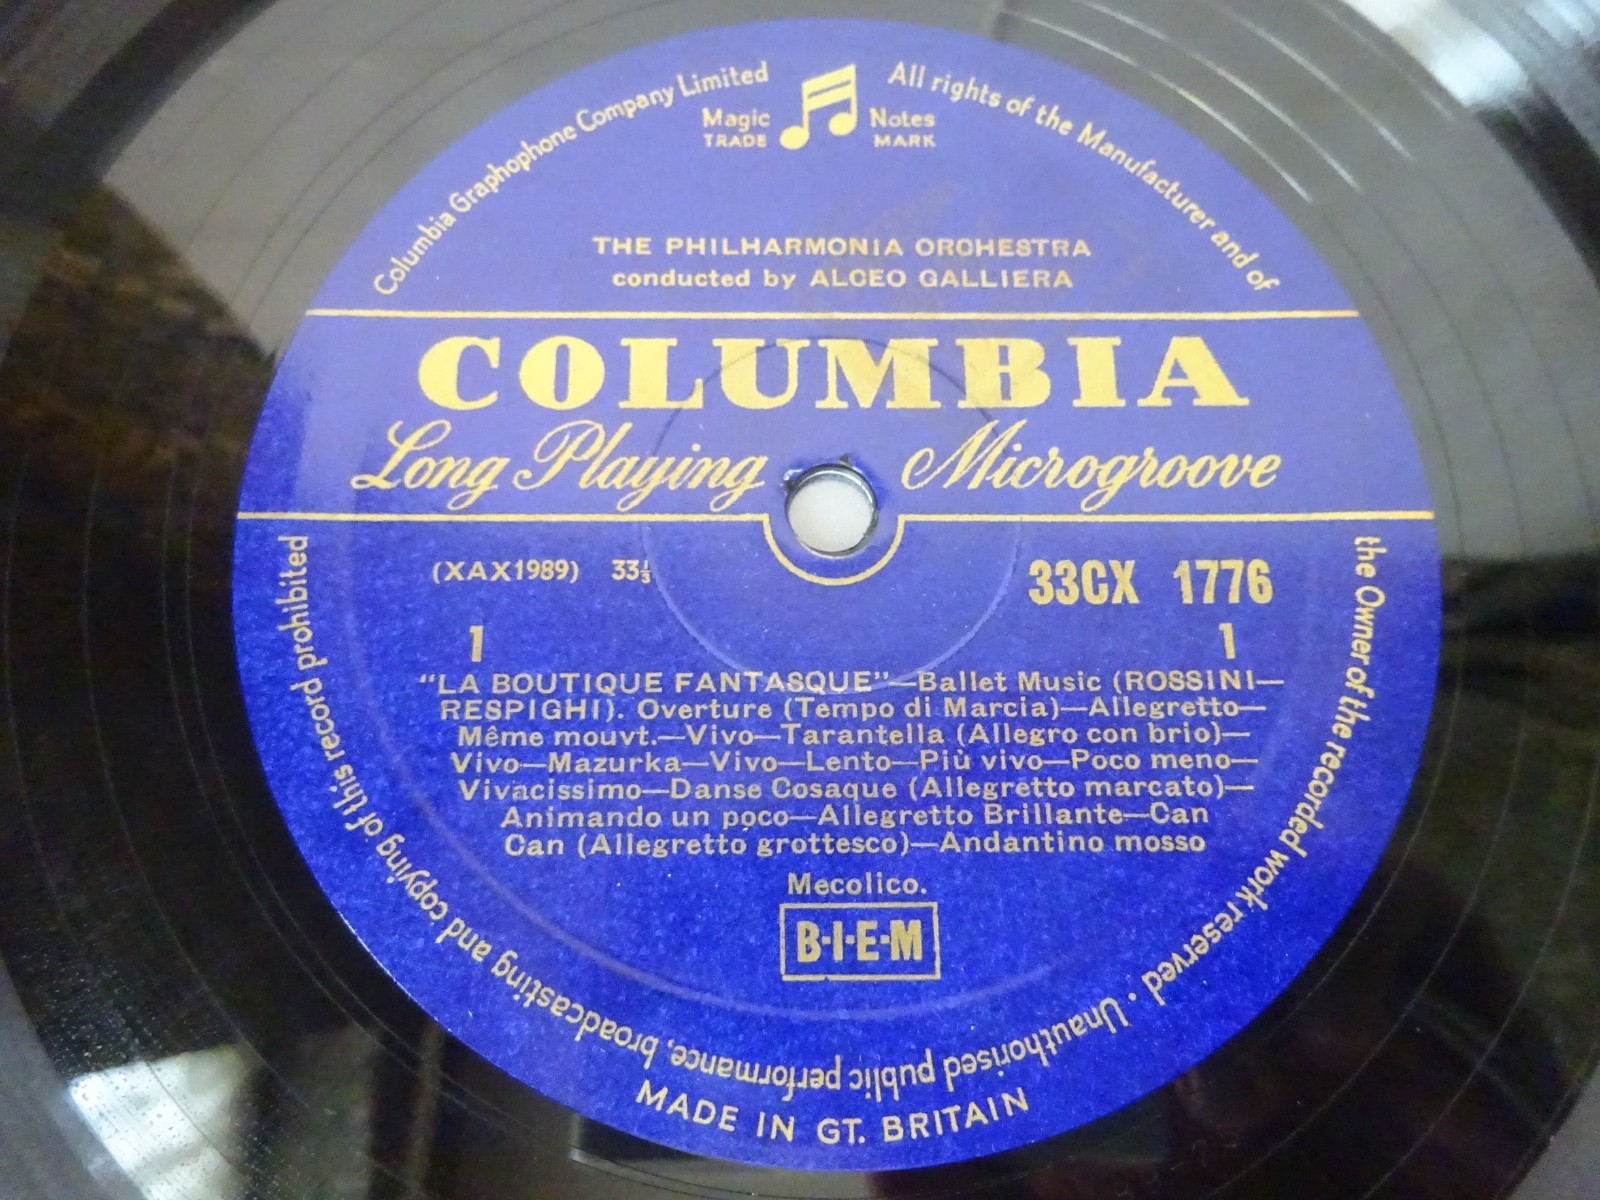 Columbia Graphophone Company Limited
All rights of the Manufacturer and of the Owner of the recorded work reserved · Unauthorised public performance, broadcasting and copying of this record prohibited
Magic Notes
TRADE MARK
THE PHILHARMONIA ORCHESTRA
conducted by ALCEO GALLIERA
COLUMBIA
Long Playing Microgroove
(XAX1989) 33⅓ 33CX 1776
1 1
"LA BOUTIQUE FANTASQUE"—Ballet Music (ROSSINI—
RESPIGHI). Overture (Tempo di Marcia)—Allegretto—
Même mouvt.—Vivo—Tarantella (Allegro con brio)—
Vivo—Mazurka—Vivo—Lento—Più vivo—Poco meno—
Vivacissimo—Danse Cosaque (Allegretto marcato)—
Animando un poco—Allegretto Brillante—Can
Can (Allegretto grottesco)—Andantino mosso
Mecolico.
B·I·E·M
MADE IN GT. BRITAIN